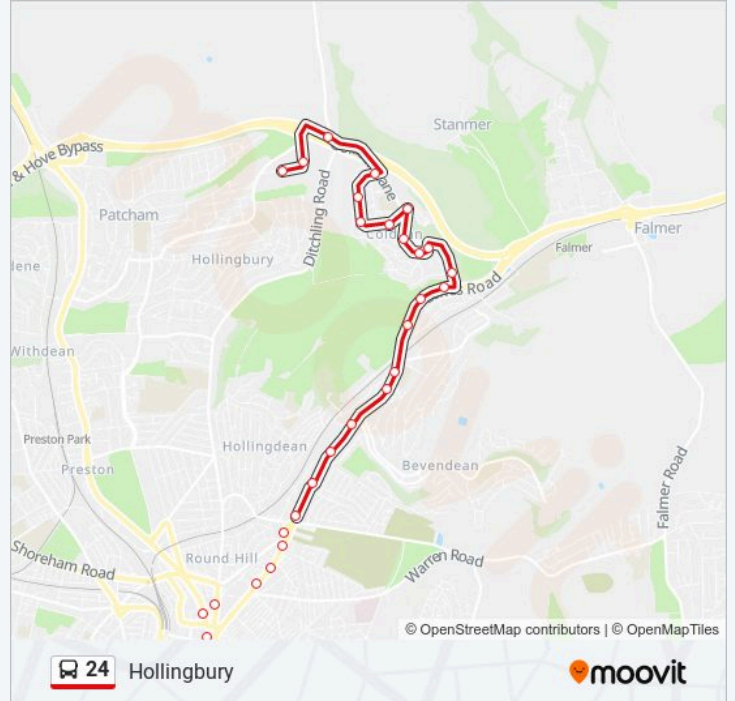 Stanmer
& Hove Bypass
Patcham
Ditchling Road
Hollingbury
Falmer
Falmer
Road
Withdean
Preston Park
Hollingdean
Preston
Bevendean
Falmer Road
Shoreham Road
Round Hill
Warren Road
© OpenStreetMap contributors | © OpenMapTiles
24 Hollingbury
moovit